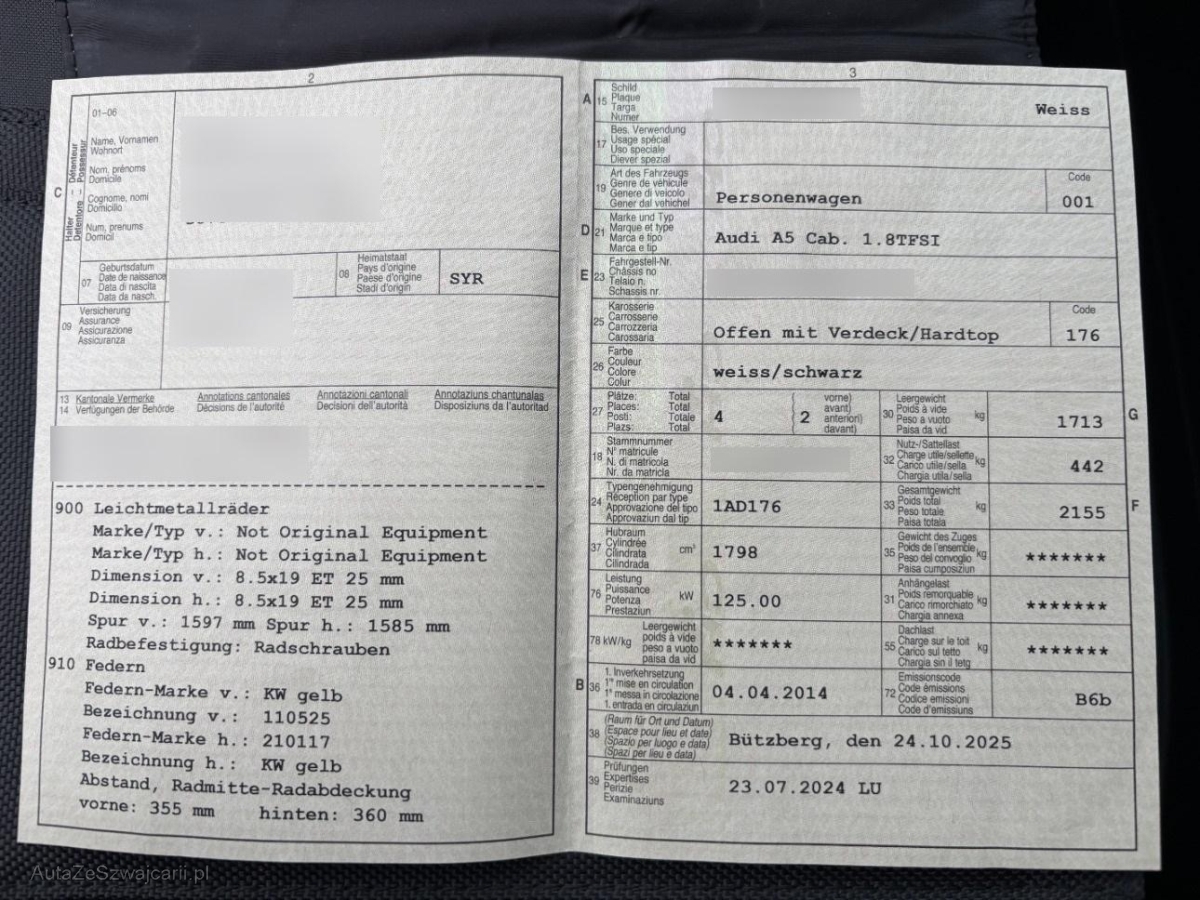 2
01–06
Name, Vornamen
Wohnort
Nom, prénoms
Domicile
Cognome, nomi
Domicilio
Num, prenums
Domicil
C
Halter – Détenteur
Detentore – Possessur
07
Geburtsdatum
Date de naissance
Data di nascita
Data da nasch.
08
Heimatstaat
Pays d'origine
Paese d'origine
Stadi d'origin
SYR
09
Versicherung
Assurance
Assicurazione
Assicuranza
13 Kantonale Vermerke Annotations cantonales Annotazioni cantonali Annotaziuns chantunalas
14 Verfügungen der Behörde Décisions de l'autorité Decisioni dell'autorità Disposiziuns da l'autoritad
900 Leichtmetallräder
Marke/Typ v.: Not Original Equipment
Marke/Typ h.: Not Original Equipment
Dimension v.: 8.5x19 ET 25 mm
Dimension h.: 8.5x19 ET 25 mm
Spur v.: 1597 mm Spur h.: 1585 mm
Radbefestigung: Radschrauben
910 Federn
Federn-Marke v.: KW gelb
Bezeichnung v.: 110525
Federn-Marke h.: 210117
Bezeichnung h.: KW gelb
Abstand, Radmitte-Radabdeckung
vorne: 355 mm hinten: 360 mm
3
A 15
Schild
Plaque
Targa
Numer
Weiss
17
Bes. Verwendung
Usage spécial
Uso speciale
Diever spezial
19
Art des Fahrzeugs
Genre de véhicule
Genere di veicolo
Gener dal vehichel
Personenwagen
Code
001
D 21
Marke und Typ
Marque et type
Marca e tipo
Marca e tip
Audi A5 Cab. 1.8TFSI
E 23
Fahrgestell-Nr.
Châssis no
Telaio n.
Schassis nr.
25
Karosserie
Carrosserie
Carrozzeria
Carossaria
Offen mit Verdeck/Hardtop
Code
176
26
Farbe
Couleur
Colore
Colur
weiss/schwarz
27
Plätze: Total
Places: Total
Posti: Totale
Plazs: Total
4
2
vorne)
avant)
anteriori)
davant)
30
Leergewicht
Poids à vide
Peso a vuoto
Paisa da vid
kg
1713
G
18
Stammnummer
N° matricule
N. di matricola
Nr. da matricla
32
Nutz-/Sattellast
Charge utile/sellette
Carico utile/sella
Chargia utila/sella
kg
442
24
Typengenehmigung
Réception par type
Approvazione del tipo
Approvaziun dal tip
1AD176
33
Gesamtgewicht
Poids total
Peso totale
Paisa totala
kg
2155
F
37
Hubraum
Cylindrée
Cilindrata
Cilindrada
cm³
1798
35
Gewicht des Zuges
Poids de l'ensemble
Peso del convoglio
Paisa cumposiziun
kg
*******
76
Leistung
Puissance
Potenza
Prestaziun
kW
125.00
31
Anhängelast
Poids remorquable
Carico rimorchiato
Chargia annexa
kg
*******
78 kW/kg
Leergewicht
poids à vide
peso a vuoto
paisa da vid
*******
55
Dachlast
Charge sur le toit
Carico sul tetto
Chargia sin il tetg
kg
*******
B 36
1. Inverkehrsetzung
1re mise en circulation
1a messa in circolazione
1. entrada en circulaziun
04.04.2014
72
Emissionscode
Code émissions
Codice emissioni
Code d'emissiuns
B6b
38
(Raum für Ort und Datum)
(Espace pour lieu et date)
(Spazio per luogo e data)
(Spazi per lieu e data)
Bützberg, den 24.10.2025
39
Prüfungen
Expertises
Perizie
Examinaziuns
23.07.2024 LU
AutaZeSzwajcarii.pl